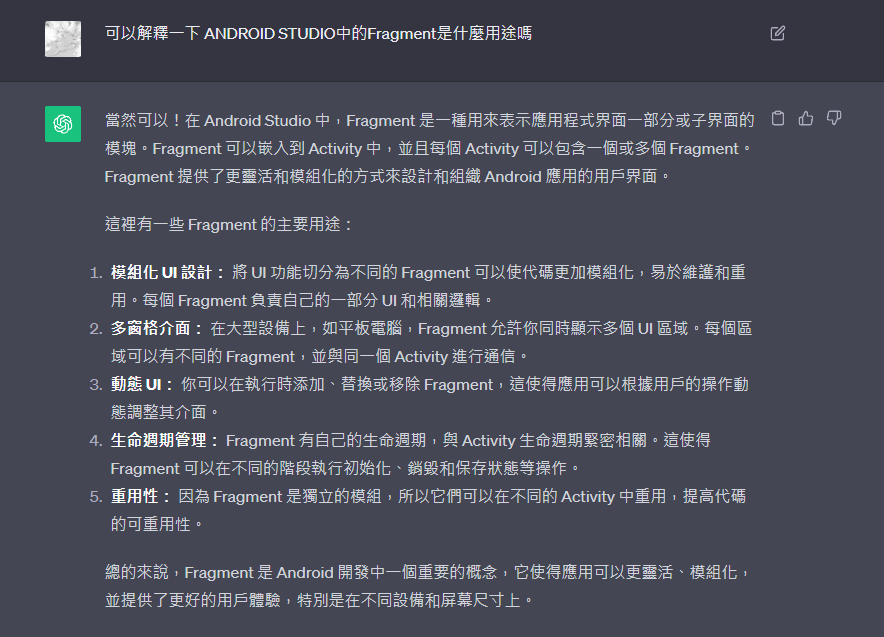 可以解釋一下 ANDROID STUDIO中的Fragment是什麼用途嗎
當然可以！在 Android Studio 中，Fragment 是一種用來表示應用程式界面一部分或子界面的
模塊。Fragment 可以嵌入到 Activity 中，並且每個 Activity 可以包含一個或多個 Fragment。
Fragment 提供了更靈活和模組化的方式來設計和組織 Android 應用的用戶界面。
這裡有一些 Fragment 的主要用途：
1. 模組化 UI 設計： 將 UI 功能切分為不同的 Fragment 可以使代碼更加模組化，易於維護和重
用。每個 Fragment 負責自己的一部分 UI 和相關邏輯。
2. 多窗格介面： 在大型設備上，如平板電腦，Fragment 允許你同時顯示多個 UI 區域。每個區
域可以有不同的 Fragment，並與同一個 Activity 進行通信。
3. 動態 UI： 你可以在執行時添加、替換或移除 Fragment，這使得應用可以根據用戶的操作動
態調整其介面。
4. 生命週期管理： Fragment 有自己的生命週期，與 Activity 生命週期緊密相關。這使得
Fragment 可以在不同的階段執行初始化、銷毀和保存狀態等操作。
5. 重用性： 因為 Fragment 是獨立的模組，所以它們可以在不同的 Activity 中重用，提高代碼
的可重用性。
總的來說，Fragment 是 Android 開發中一個重要的概念，它使得應用可以更靈活、模組化，
並提供了更好的用戶體驗，特別是在不同設備和屏幕尺寸上。